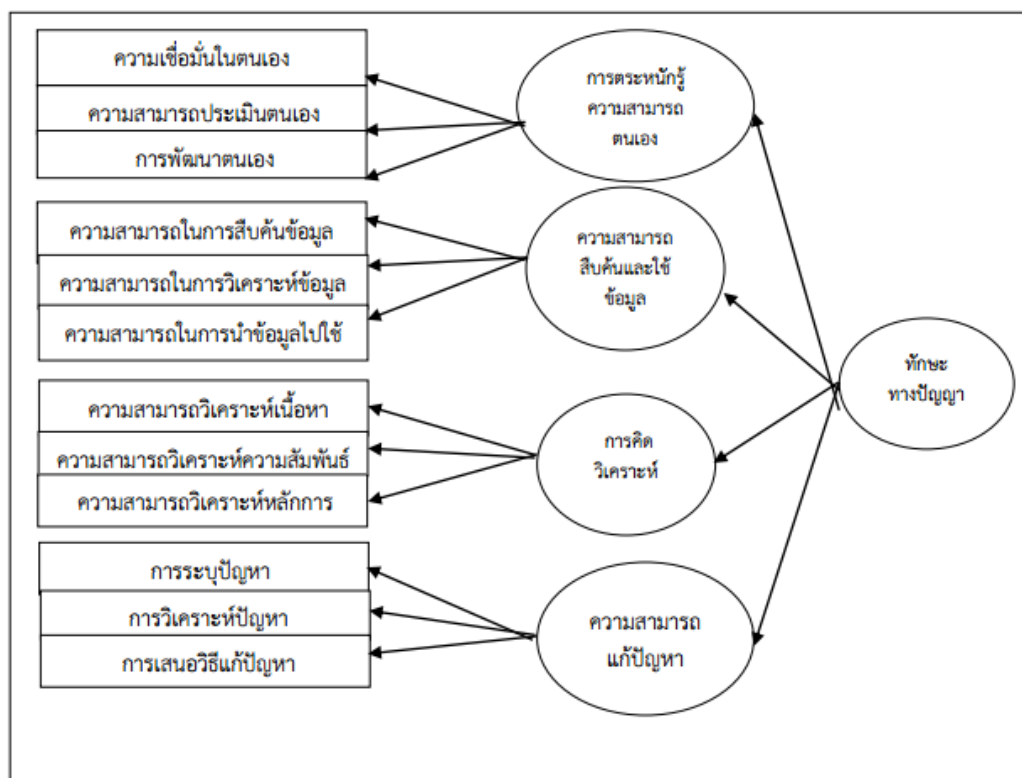 ความเชื่อมั่นในตนเอง
ความสามารถประเมินตนเอง
การพัฒนาตนเอง
การตระหนักรู้
ความสามารถ
ตนเอง
ความสามารถในการสืบค้นข้อมูล
ความสามารถในการวิเคราะห์ข้อมูล
ความสามารถในการนำข้อมูลไปใช้
ความสามารถ
สืบค้นและใช้
ข้อมูล
ทักษะ
ทางปัญญา
ความสามารถวิเคราะห์เนื้อหา
ความสามารถวิเคราะห์ความสัมพันธ์
ความสามารถวิเคราะห์หลักการ
การคิด
วิเคราะห์
การระบุปัญหา
การวิเคราะห์ปัญหา
การเสนอวิธีแก้ปัญหา
ความสามารถ
แก้ปัญหา